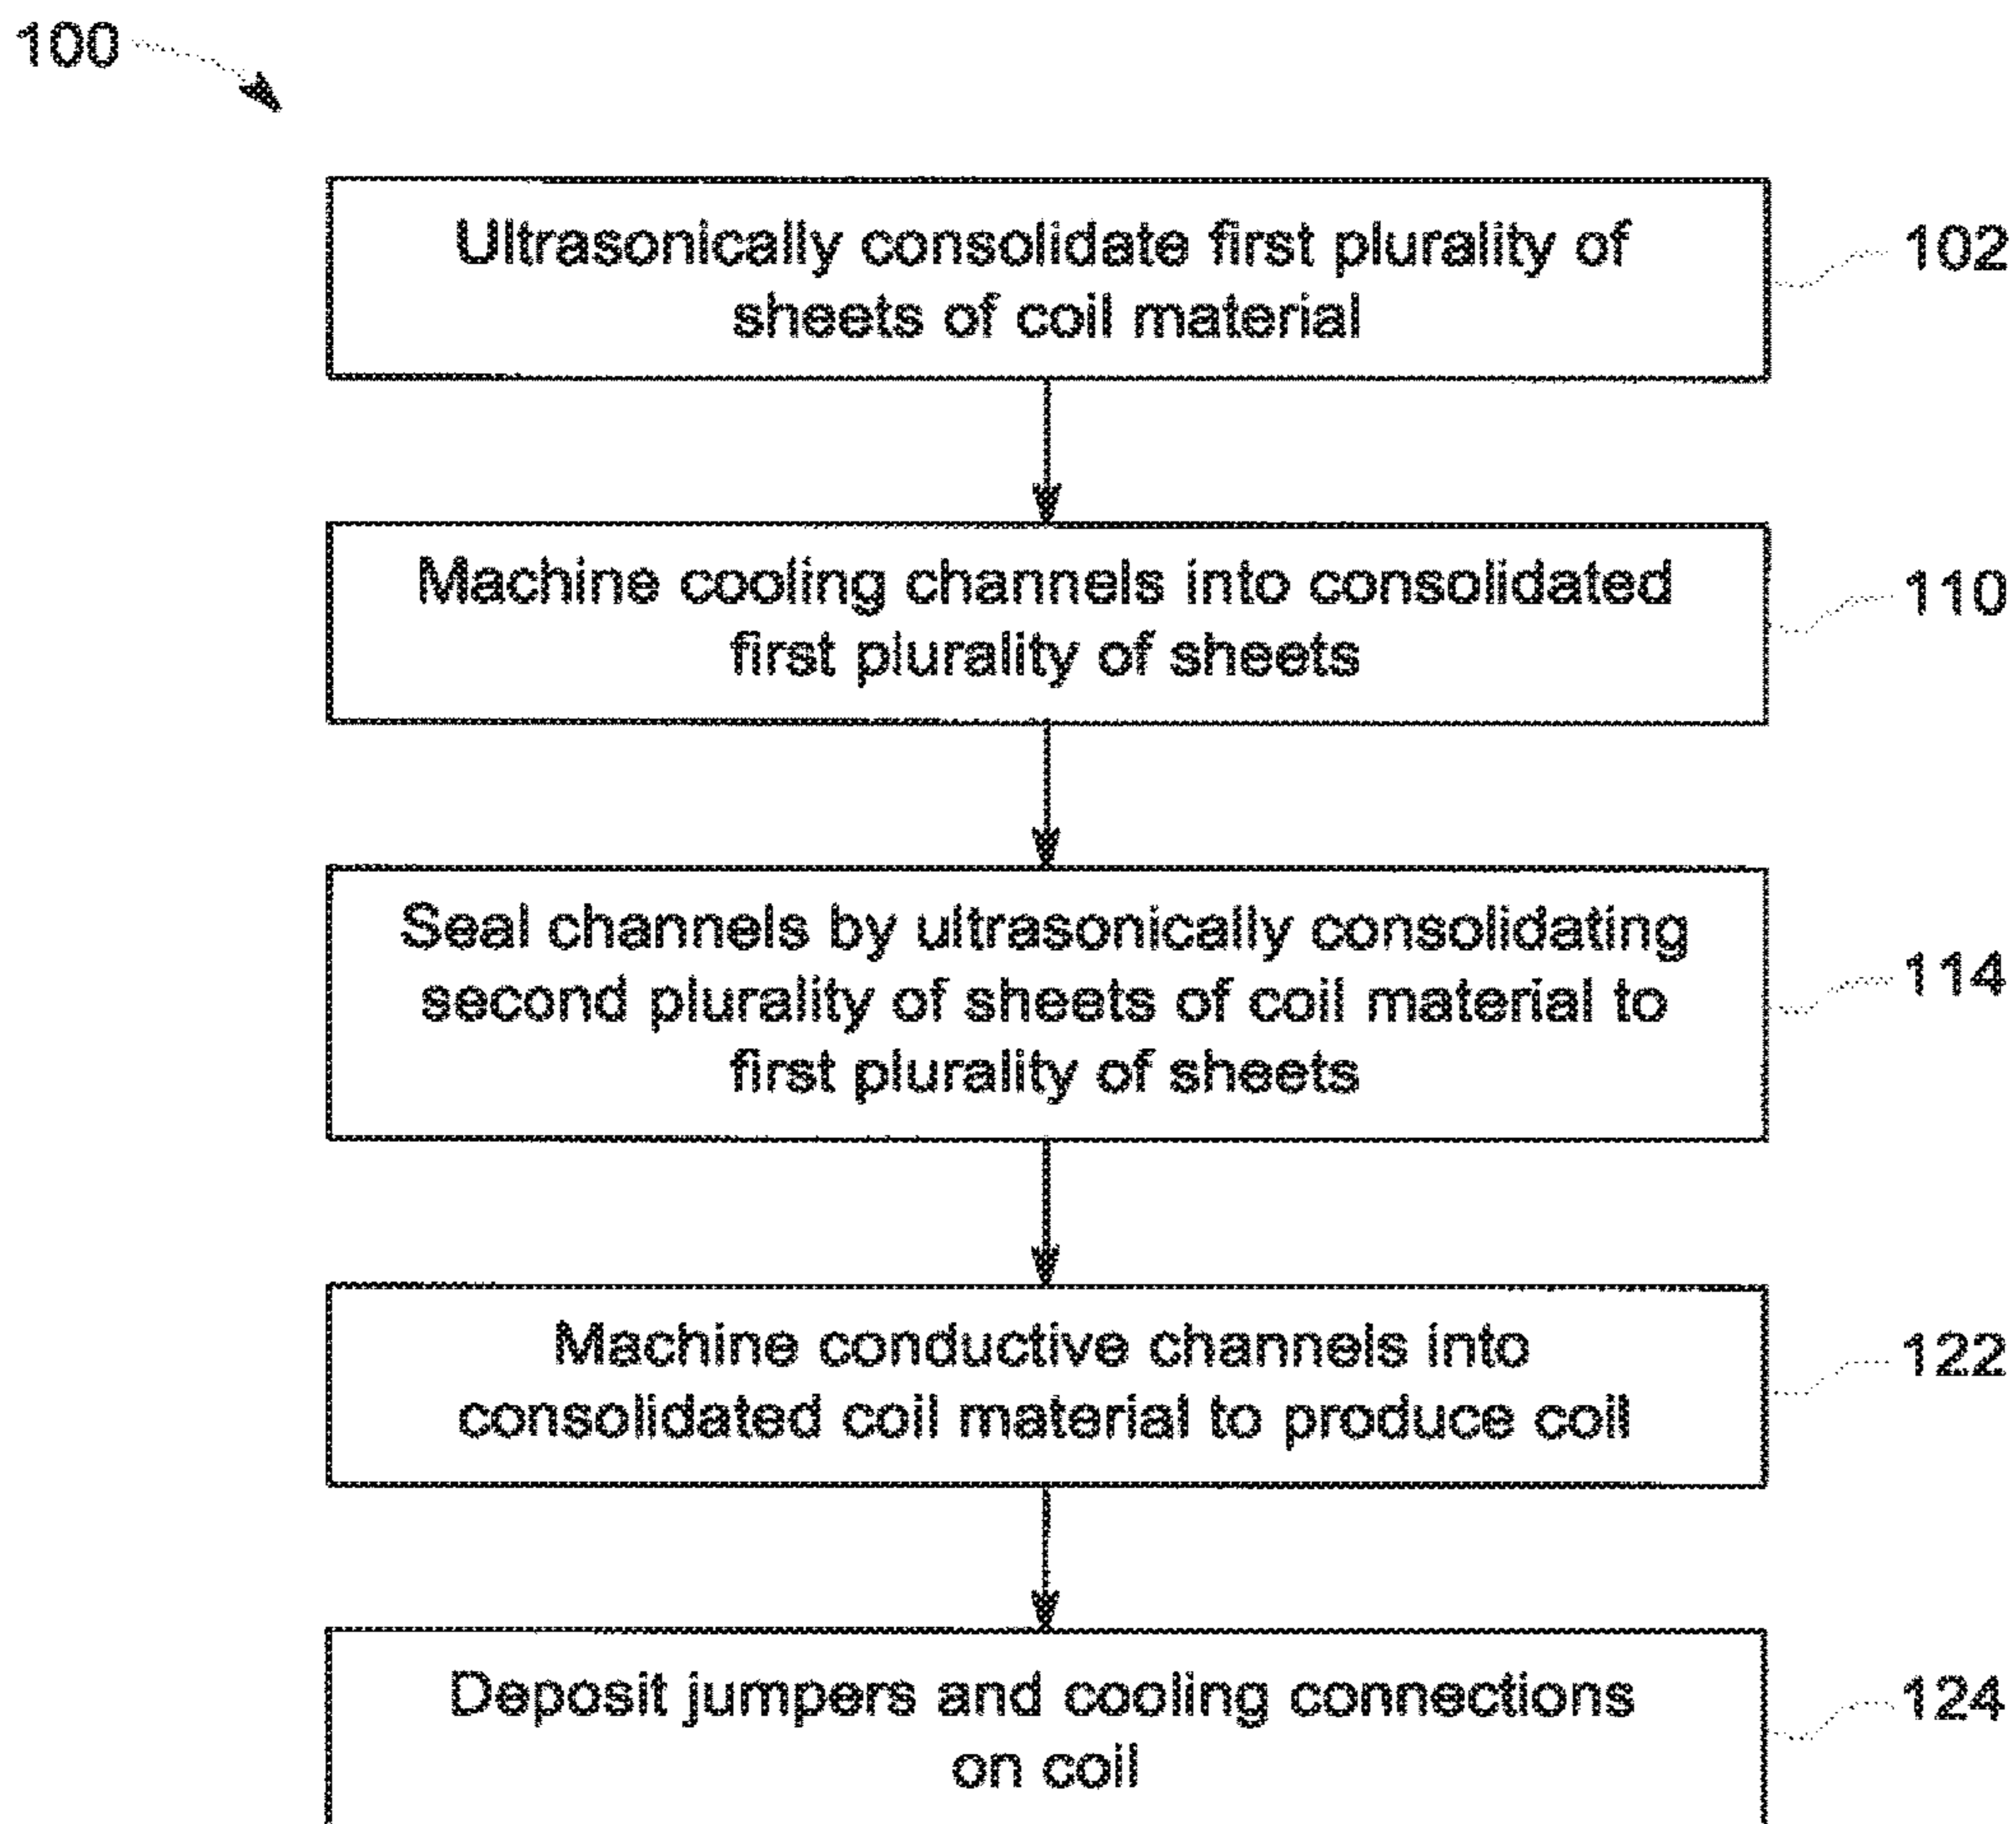 100
Ultrasonically consolidate first plurality of
sheets of coil material
102
Machine cooling channels into consolidated
first plurality of sheets
110
Seal channels by ultrasonically consolidating
second plurality of sheets of coil material to
first plurality of sheets
114
Machine conductive channels into
consolidated coil material to produce coil
122
Deposit jumpers and cooling connections
on coil
124